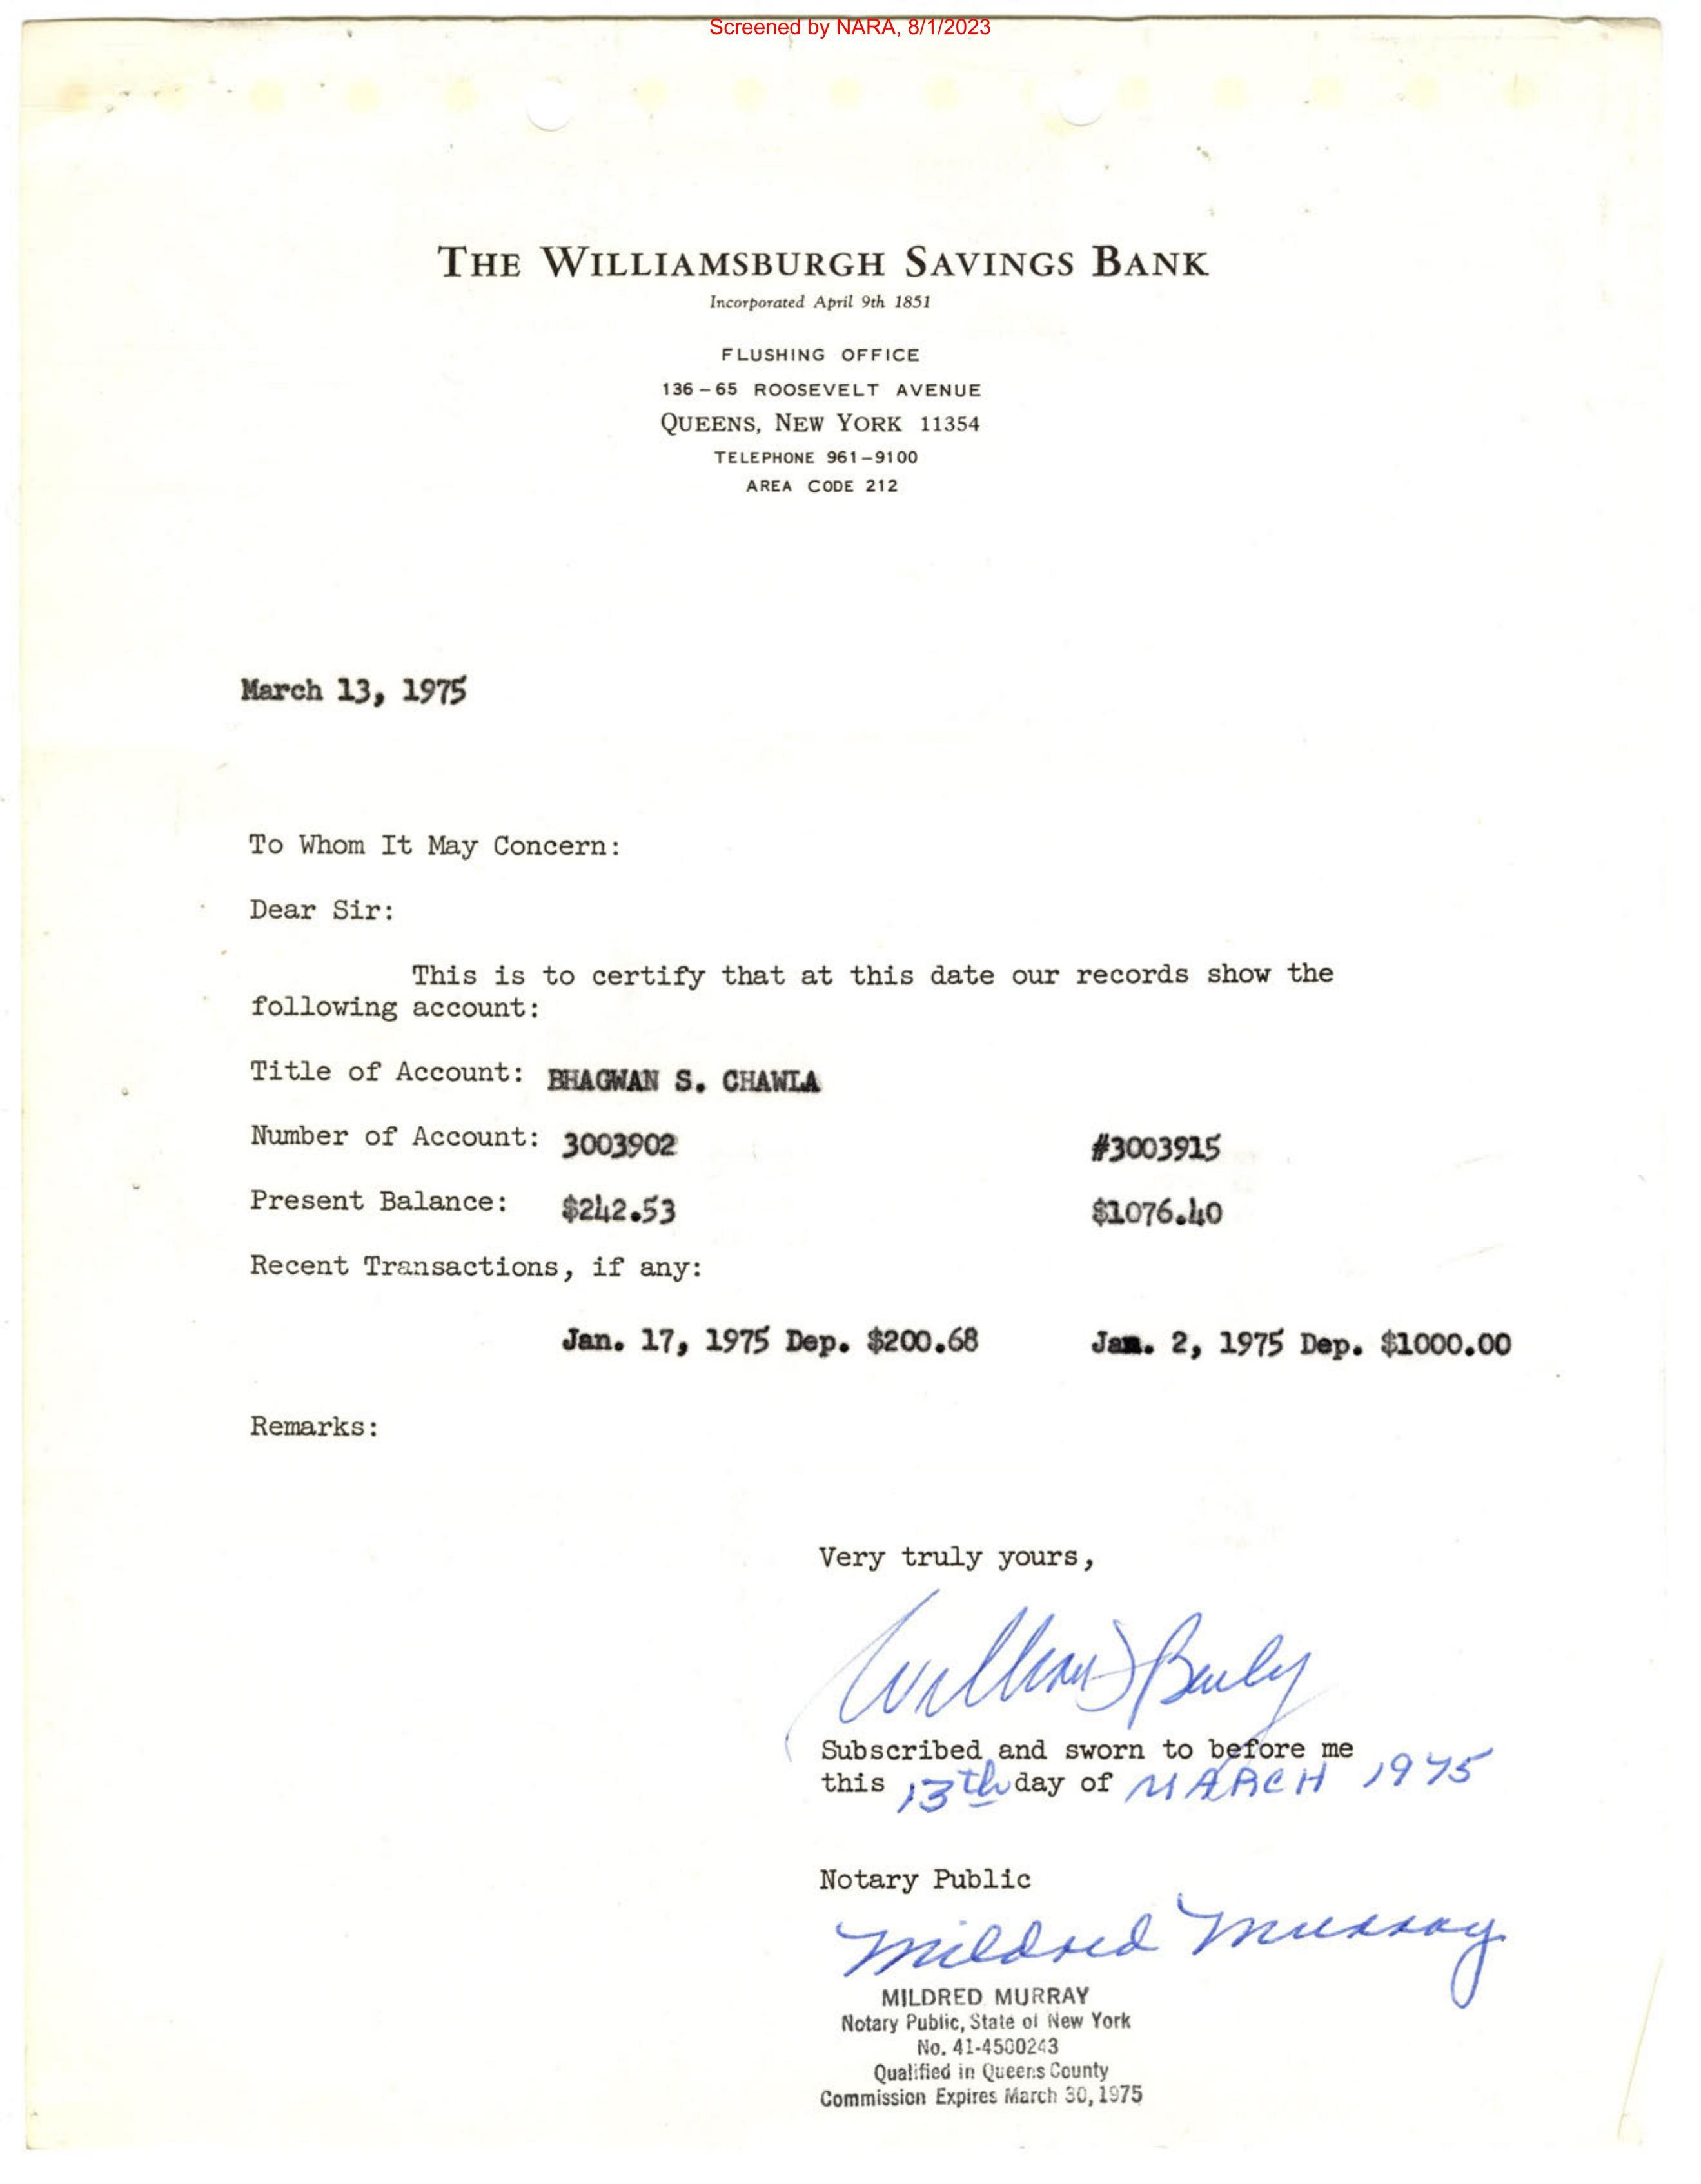 Screened by NARA, 8/1/2023
THE WILLIAMSBURGH SAVINGS BANK
Incorporated April 9th 1851
FLUSHING OFFICE
136-65 ROOSEVELT AVENUE
QUEENS, NEW YORK 11354
TELEPHONE 961-9100
AREA CODE 212
March 13, 1975
To Whom It May Concern:
Dear Sir:
This is to certify that at this date our records show the
following account:
Title of Account: BHAGWAN S. CHAWLA
Number of Account: 3003902 #3003915
Present Balance: $242.53 $1076.40
Recent Transactions, if any:
Jan. 17, 1975 Dep. $200.68 Jan. 2, 1975 Dep. $1000.00
Remarks:
Very truly yours,
William
Subscribed and sworn to before me
this 13th day of MARCH 1975
Notary Public
Mildred Murray
MILDRED MURRAY
Notary Public, State of New York
No. 41-4500243
Qualified in Queens County
Commission Expires March 30, 1975